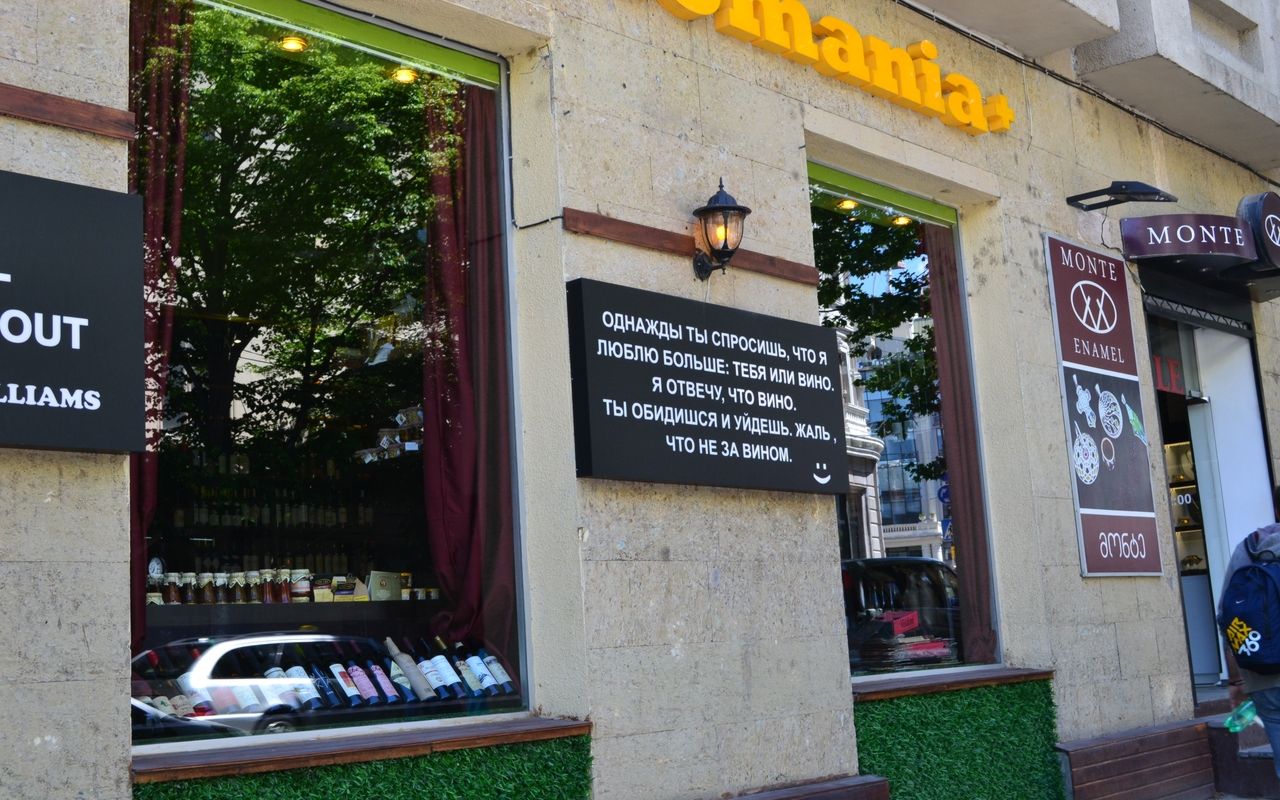 OUT
LLIAMS
mania+
ОДНАЖДЫ ТЫ СПРОСИШЬ, ЧТО Я
ЛЮБЛЮ БОЛЬШЕ: ТЕБЯ ИЛИ ВИНО.
Я ОТВЕЧУ, ЧТО ВИНО.
ТЫ ОБИДИШСЯ И УЙДЕШЬ. ЖАЛЬ ,
ЧТО НЕ ЗА ВИНОМ.
MONTE
ENAMEL
მონტე
MONTE